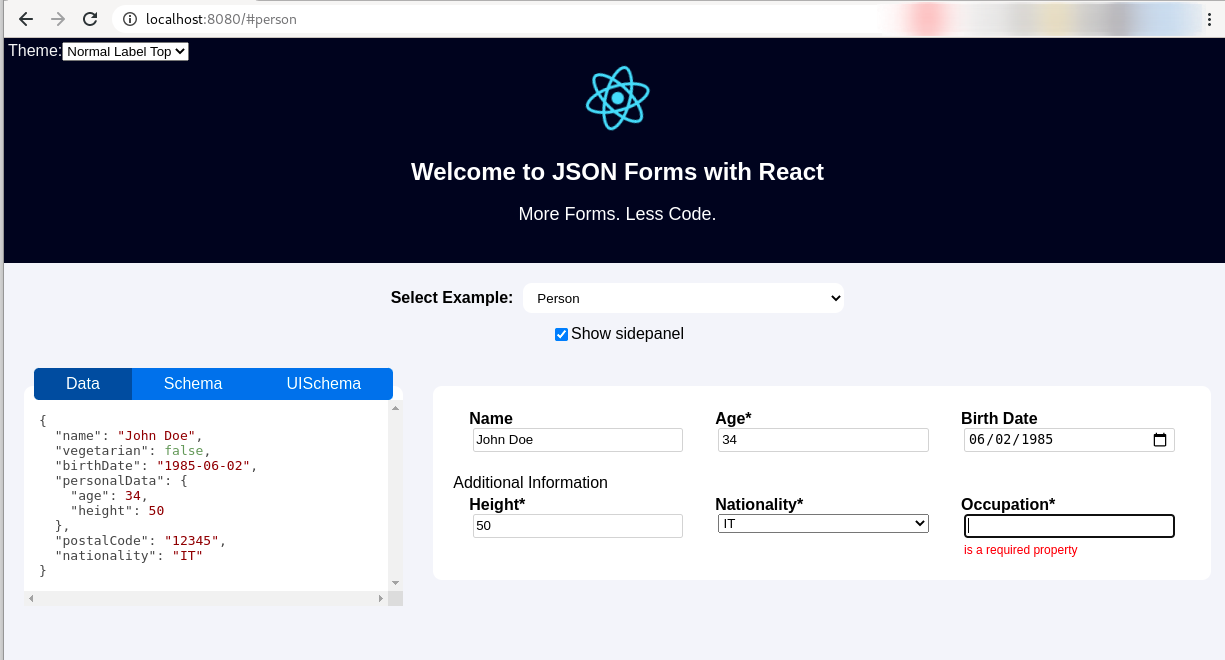 localhost:8080/#person
Theme: Normal Label Top
Welcome to JSON Forms with React
More Forms. Less Code.
Select Example: Person
Show sidepanel
Data Schema UISchema
{
  "name": "John Doe",
  "vegetarian": false,
  "birthDate": "1985-06-02",
  "personalData": {
    "age": 34,
    "height": 50
  },
  "postalCode": "12345",
  "nationality": "IT"
}
Name Age* Birth Date
John Doe 34 06/02/1985
Additional Information
Height* Nationality* Occupation*
50 IT
is a required property